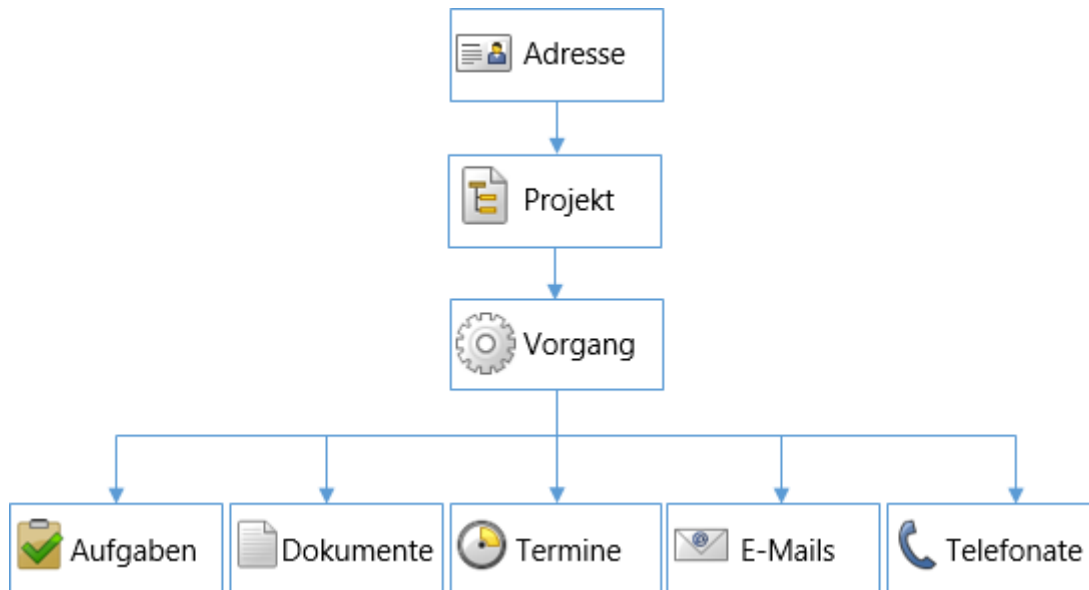 Adresse
Projekt
Vorgang
Aufgaben
Dokumente
Termine
E-Mails
Telefonate